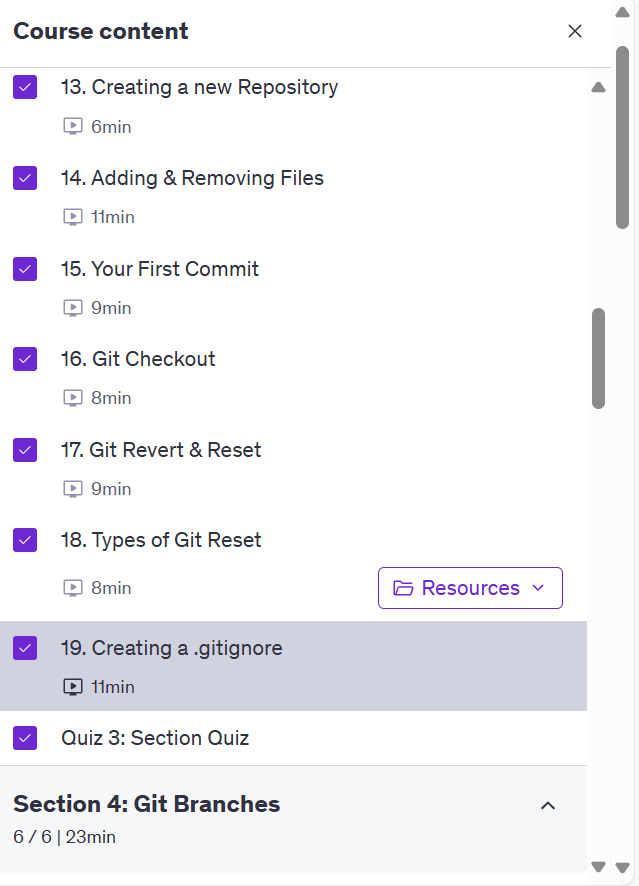 Course content
13. Creating a new Repository
6min
14. Adding & Removing Files
11min
15. Your First Commit
9min
16. Git Checkout
8min
17. Git Revert & Reset
9min
18. Types of Git Reset
8min
Resources
19. Creating a .gitignore
11min
Quiz 3: Section Quiz
Section 4: Git Branches
6 / 6 | 23min